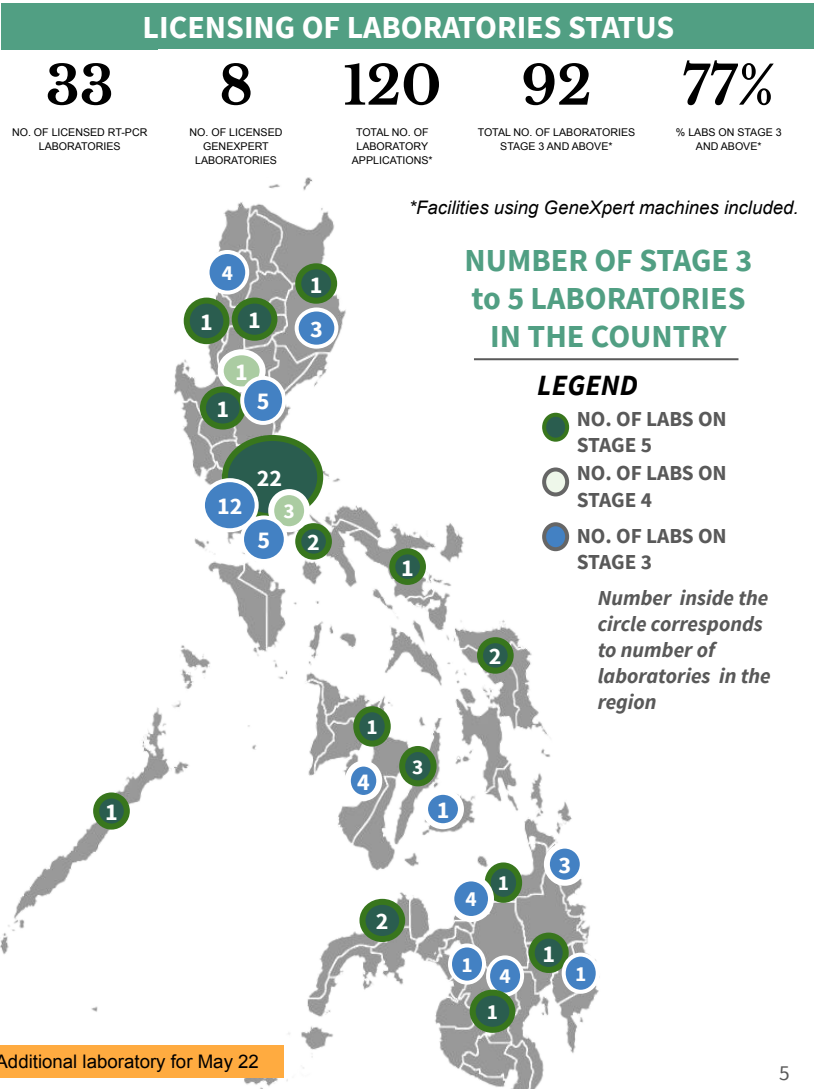 LICENSING OF LABORATORIES STATUS
33
8
120
92
77%
NO. OF LICENSED RT-PCR
LABORATORIES
NO. OF LICENSED
GENEXPERT
LABORATORIES
TOTAL NO. OF
LABORATORY
APPLICATIONS*
TOTAL NO. OF LABORATORIES
STAGE 3 AND ABOVE*
% LABS ON STAGE 3
AND ABOVE*
*Facilities using GeneXpert machines included.
NUMBER OF STAGE 3
to 5 LABORATORIES
IN THE COUNTRY
LEGEND
NO. OF LABS ON
STAGE 5
NO. OF LABS ON
STAGE 4
NO. OF LABS ON
STAGE 3
Number inside the
circle corresponds
to number of
laboratories in the
region
4
1
1
1
3
1
5
1
22
12
3
5
2
1
2
1
3
4
1
1
3
1
4
2
1
1
4
1
1
Additional laboratory for May 22
5